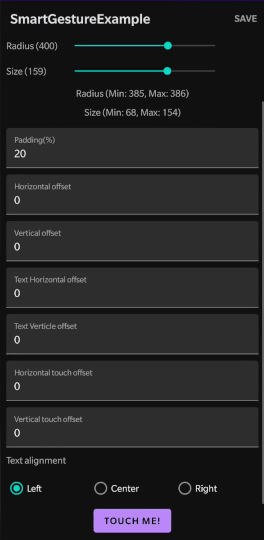 SmartGestureExample
SAVE
Radius (400)
Size (159)
Radius (Min: 385, Max: 386)
Size (Min: 68, Max: 154)
Padding(%)
20
Horizontal offset
0
Vertical offset
0
Text Horizontal offset
0
Text Verticle offset
0
Horizontal touch offset
0
Vertical touch offset
0
Text alignment
Left Center Right
TOUCH ME!